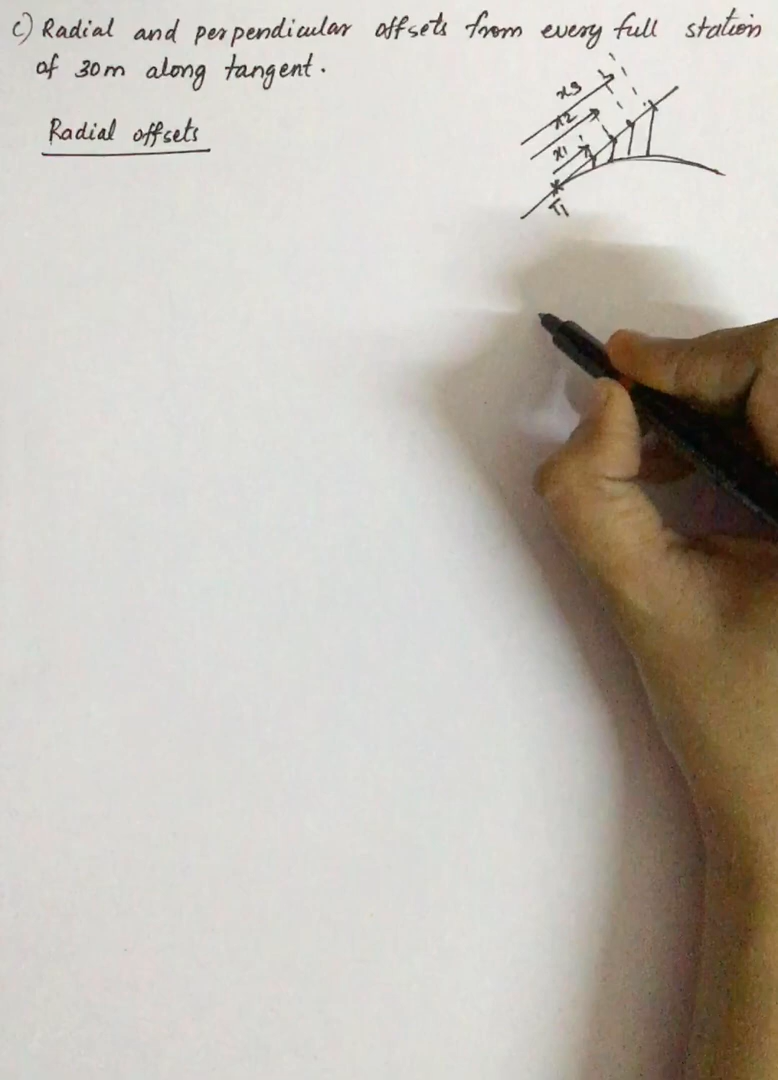 c) Radial and perpendicular offsets from every full station
of 30m along tangent.
Radial offsets
x3
x2
x1
T1